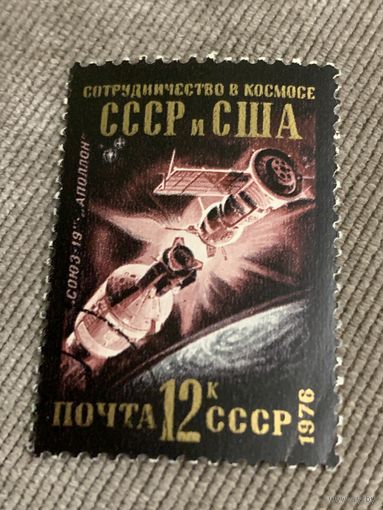 СОТРУДНИЧЕСТВО В КОСМОСЕ
СССР и США
„СОЮЗ-19"-„АПОЛЛОН"
ПОЧТА 12К СССР
1976